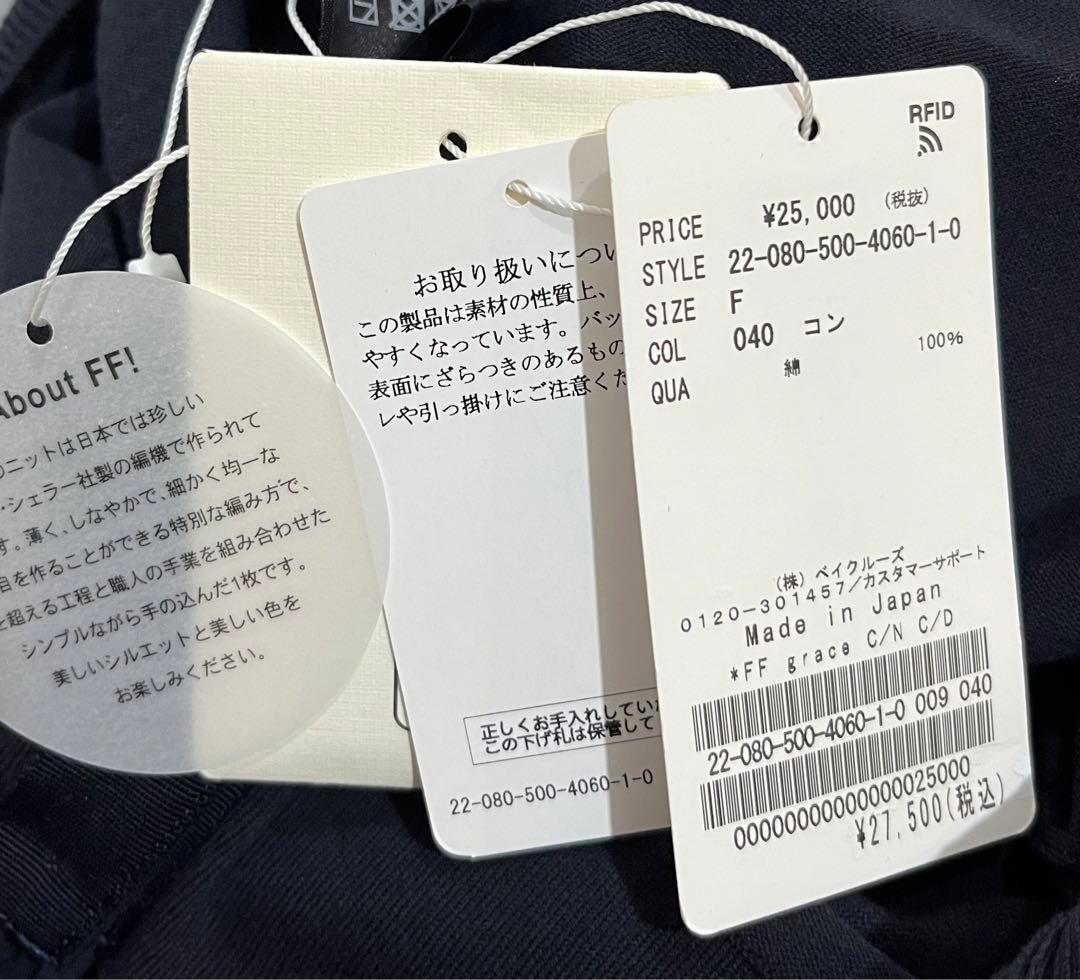 About FF!
のニットは日本では珍しい
・シェラー社製の編機で作られて
す。薄く、しなやかで、細かく均一な
目を作ることができる特別な編み方で、
を超える工程と職人の手業を組み合わせた
シンプルながら手の込んだ1枚です。
美しいシルエットと美しい色を
お楽しみください。
お取り扱いについ
この製品は素材の性質上、
やすくなっています。バッ
表面にざらつきのあるもの
レや引っ掛けにご注意くだ
正しくお手入れしていた
この下げ札は保管して
22-080-500-4060-1-0
RFID
PRICE ¥25,000 (税抜)
STYLE 22-080-500-4060-1-0
SIZE F
COL 040 コン
QUA 綿 100%
(株) ベイクルーズ
0120-301457/カスタマーサポート
Made in Japan
*FF grace C/N C/D
22-080-500-4060-1-0 009 040
0000000000000025000
¥27,500(税込)